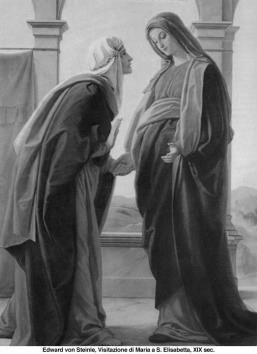 Edward von Steinle, Visitazione di Maria a S. Elisabetta, XIX sec.